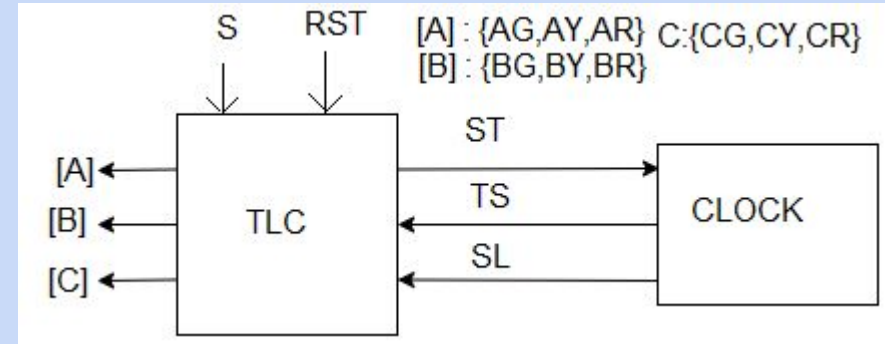 S RST [A] : {AG,AY,AR} C:{CG,CY,CR}
[B] : {BG,BY,BR}
ST
[A]
TS
[B] TLC CLOCK
SL
[C]